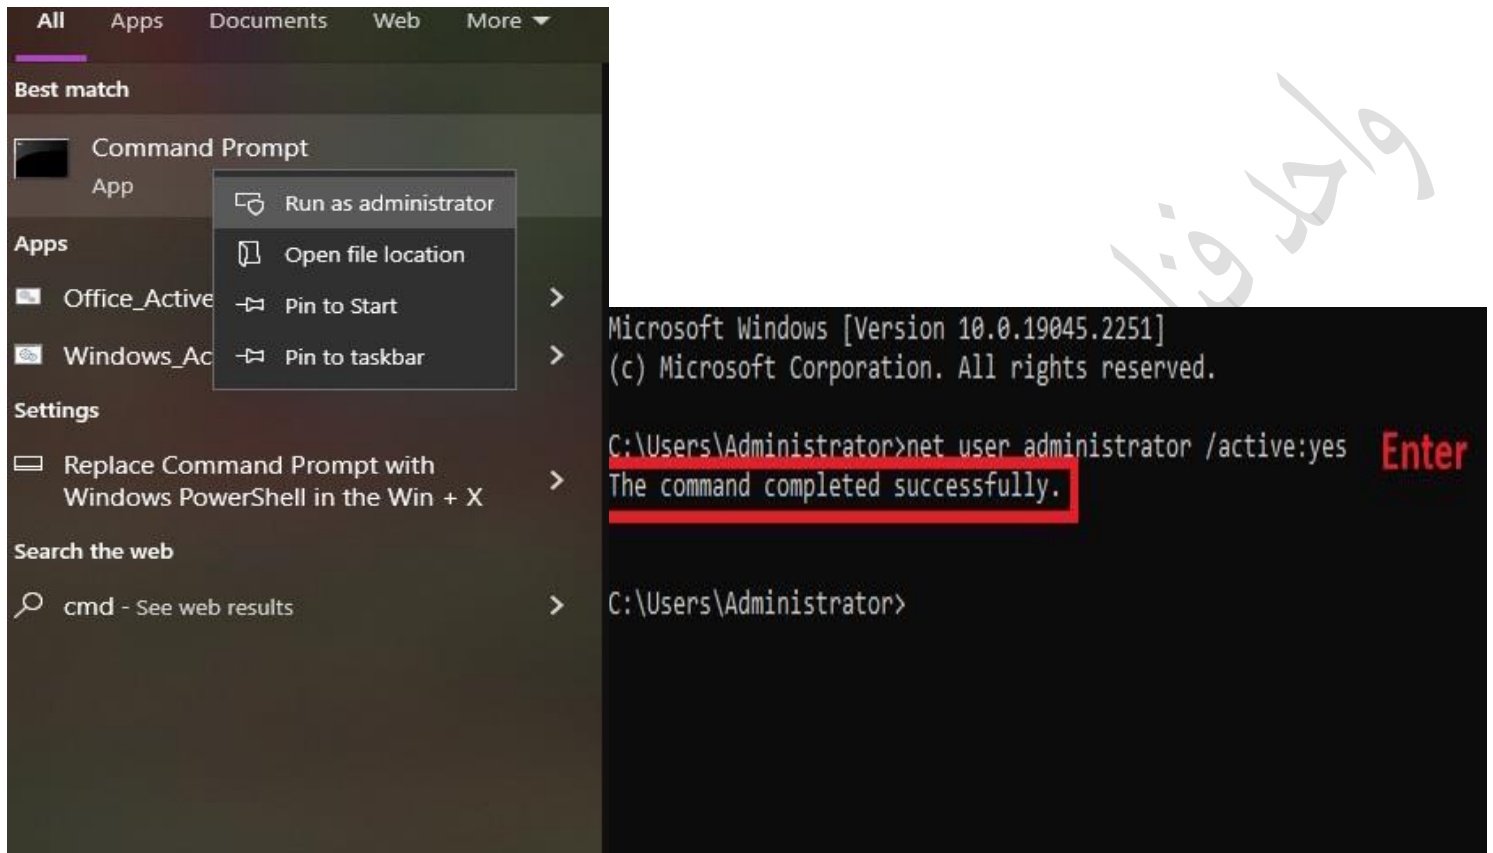 All Apps Documents Web More
Best match
Command Prompt
App
Run as administrator
Open file location
Pin to Start
Pin to taskbar
Apps
Office_Active
Windows_Ac
Settings
Replace Command Prompt with
Windows PowerShell in the Win + X
Search the web
cmd - See web results
واحد
Microsoft Windows [Version 10.0.19045.2251]
(c) Microsoft Corporation. All rights reserved.
C:\Users\Administrator>net user administrator /active:yes Enter
The command completed successfully.
C:\Users\Administrator>